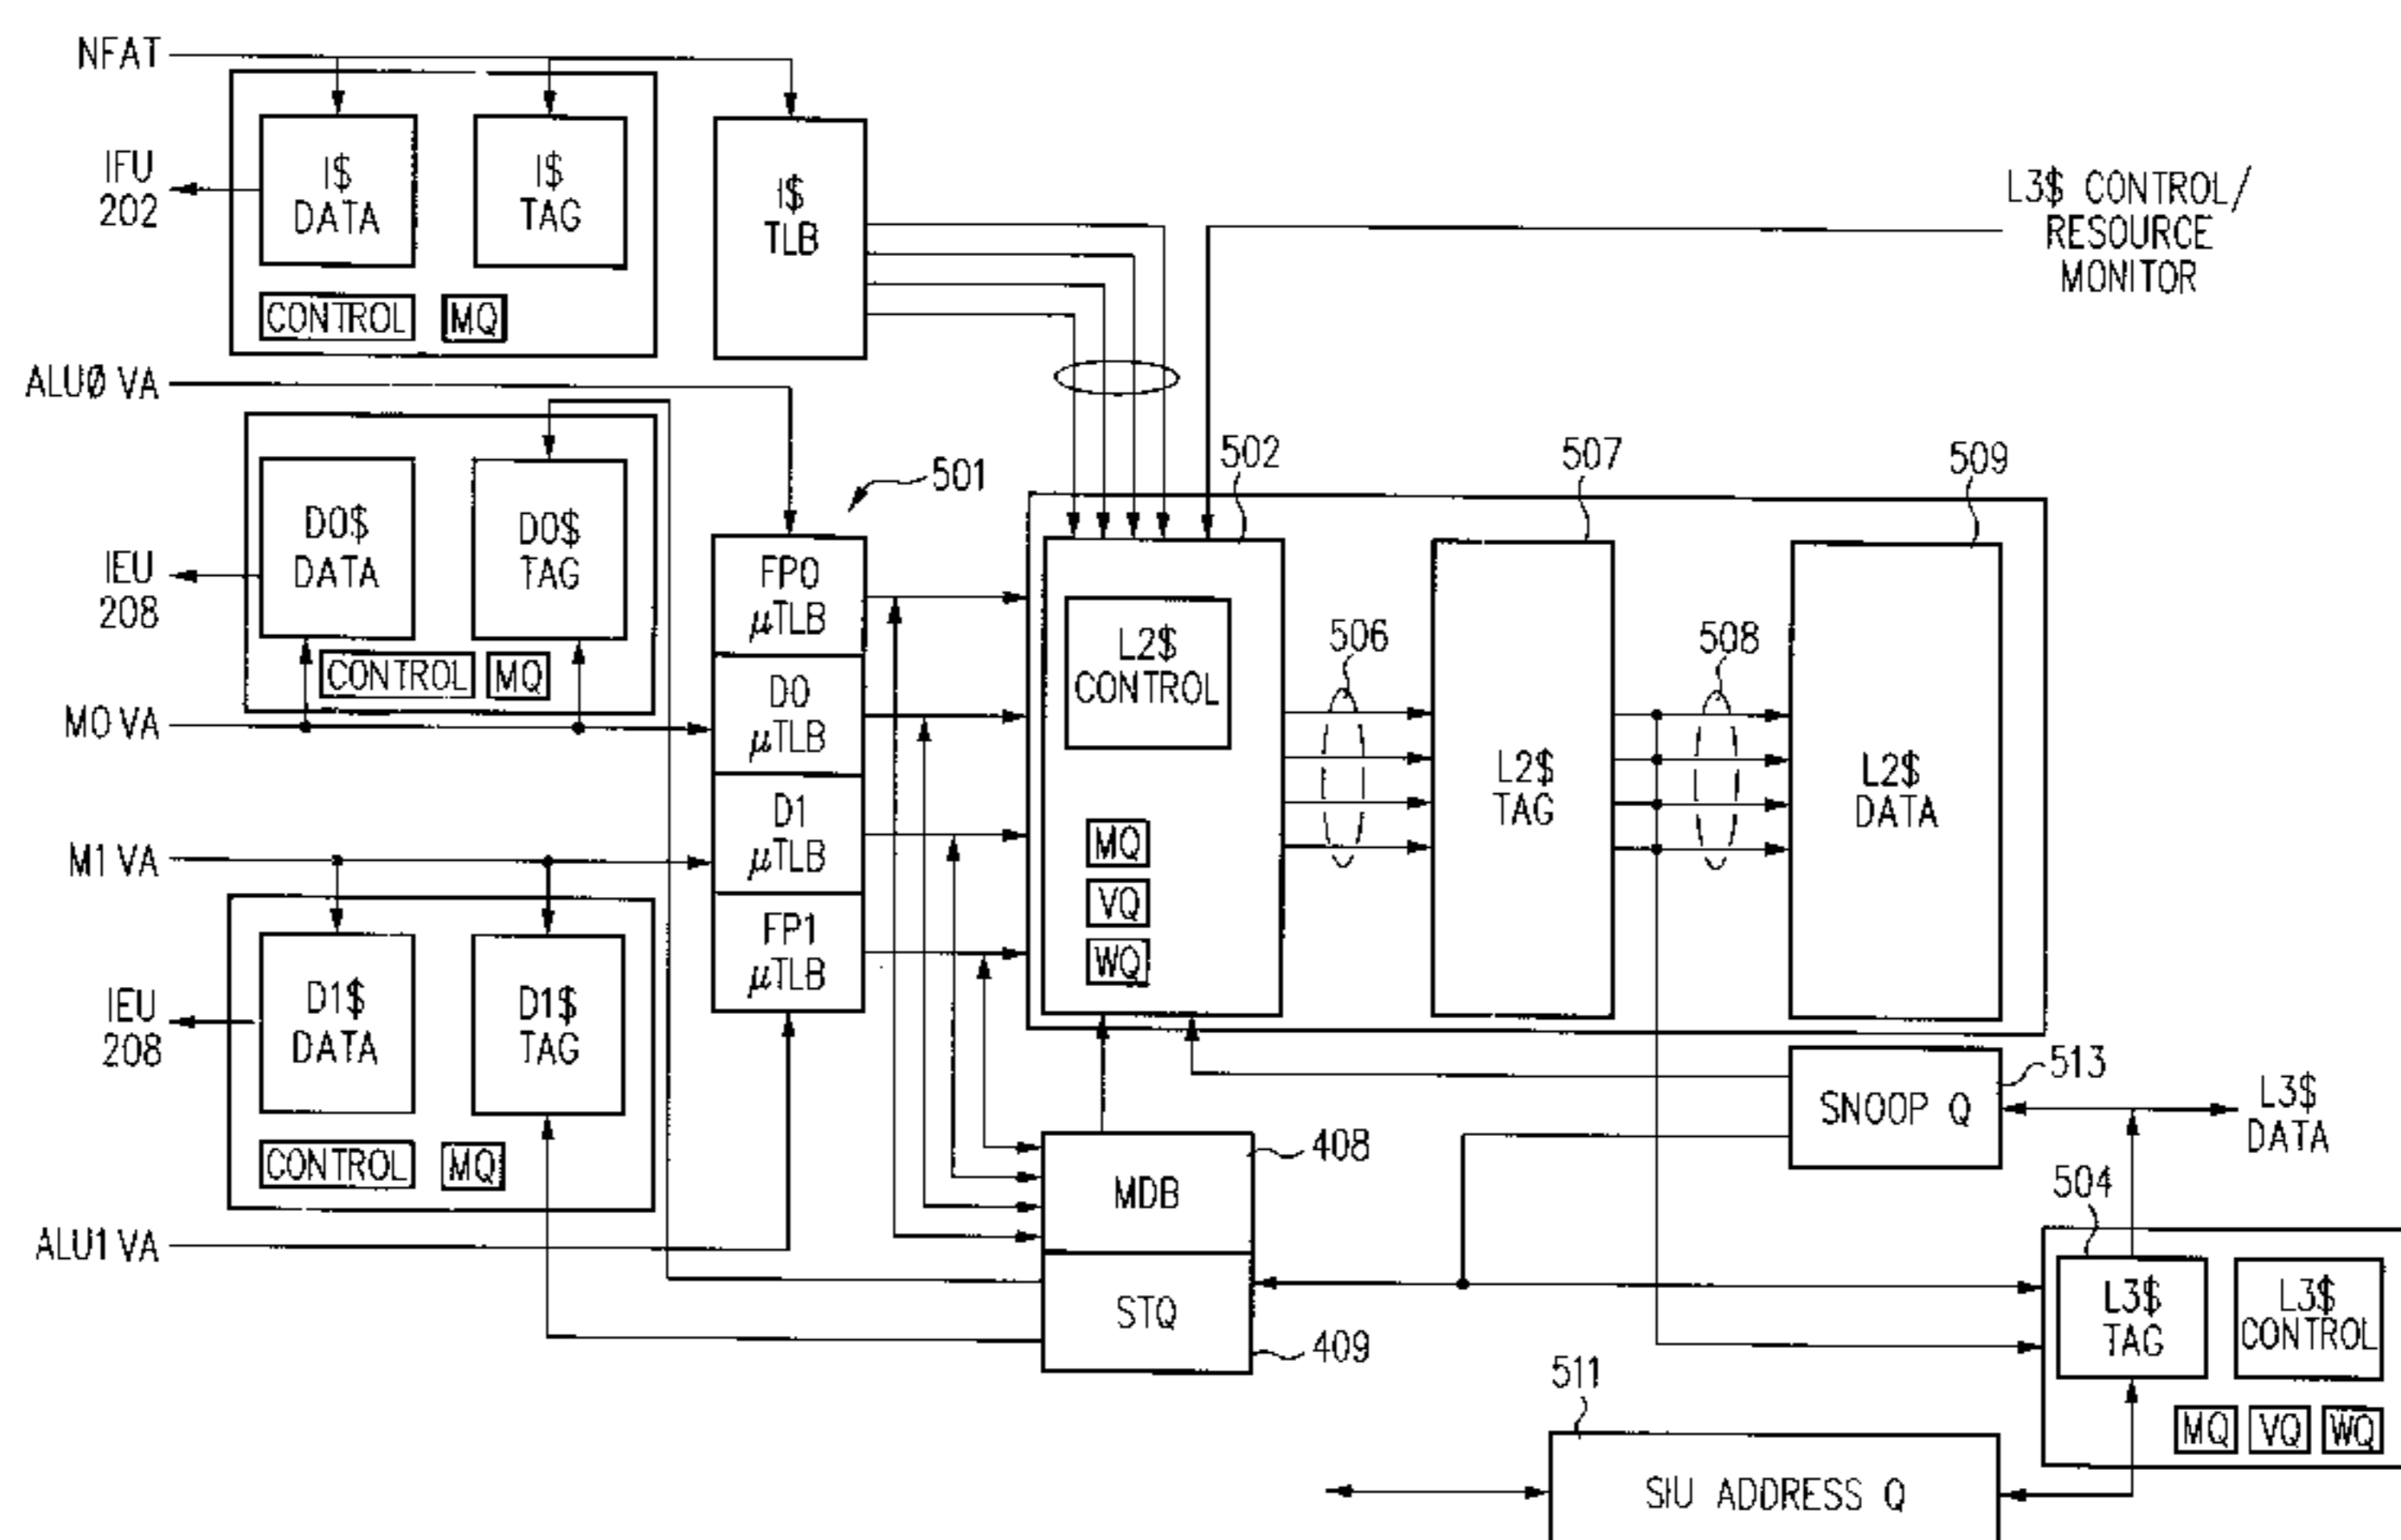 NFAT
IFU
202
I$
DATA
I$
TAG
CONTROL
MQ
I$
TLB
L3$ CONTROL/
RESOURCE
MONITOR
ALUØ VA
IEU
208
D0$
DATA
D0$
TAG
CONTROL
MQ
M0 VA
501
FP0
μTLB
D0
μTLB
D1
μTLB
FP1
μTLB
502
L2$
CONTROL
MQ
VQ
WQ
506
507
L2$
TAG
508
509
L2$
DATA
M1 VA
IEU
208
D1$
DATA
D1$
TAG
CONTROL
MQ
ALU1 VA
408
MDB
STQ
409
SNOOP Q
513
L3$
DATA
504
L3$
TAG
L3$
CONTROL
MQ
VQ
WQ
511
SIU ADDRESS Q